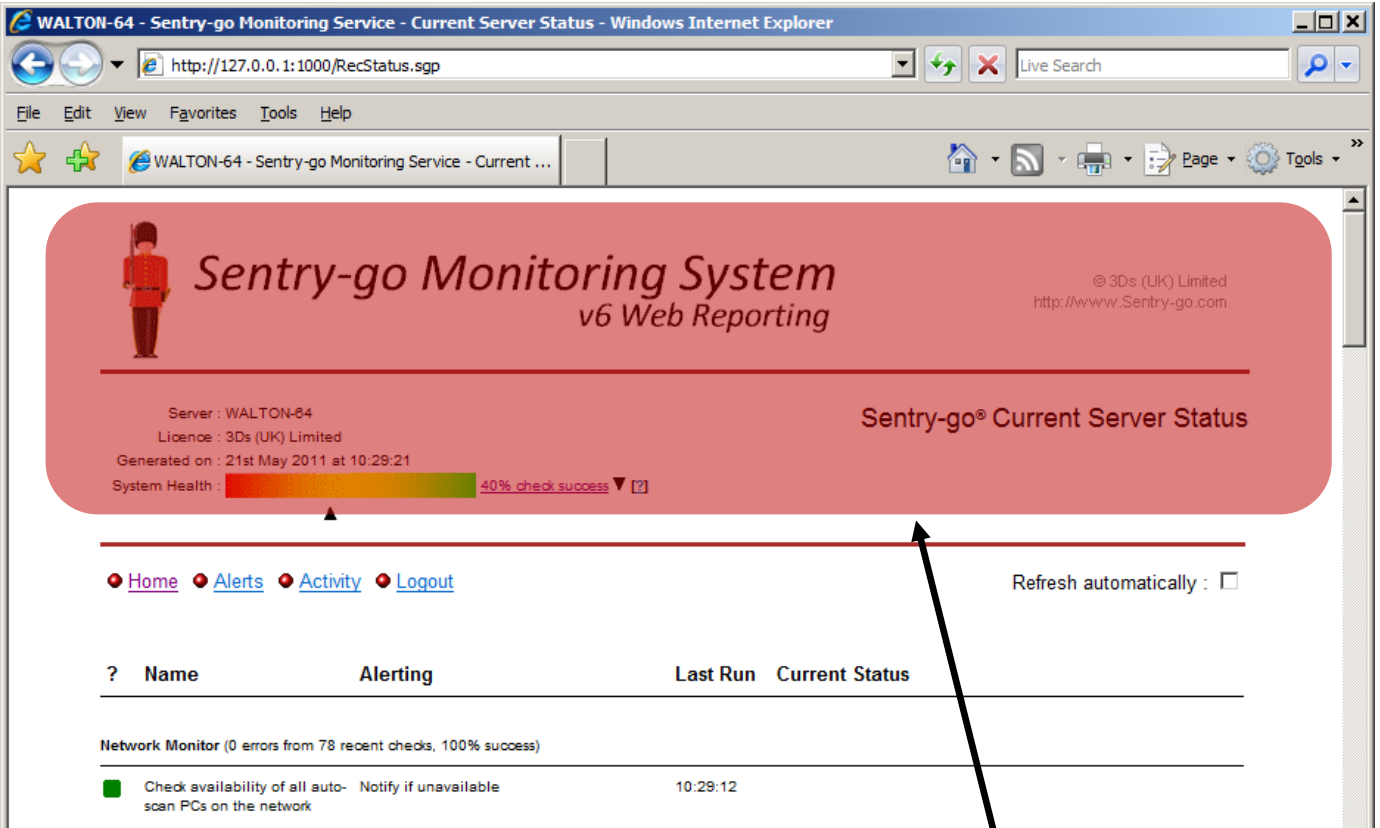 WALTON-64 - Sentry-go Monitoring Service - Current Server Status - Windows Internet Explorer
http://127.0.0.1:1000/RecStatus.sgp
Live Search
File Edit View Favorites Tools Help
WALTON-64 - Sentry-go Monitoring Service - Current ...
Page Tools »
Sentry-go Monitoring System
v6 Web Reporting
© 3Ds (UK) Limited
http://www.Sentry-go.com
Server : WALTON-64
Licence : 3Ds (UK) Limited
Generated on : 21st May 2011 at 10:29:21
System Health : 40% check success ▼ [?]
Sentry-go® Current Server Status
Home Alerts Activity Logout
Refresh automatically :
? Name Alerting Last Run Current Status
Network Monitor (0 errors from 78 recent checks, 100% success)
Check availability of all auto- Notify if unavailable 10:29:12
scan PCs on the network